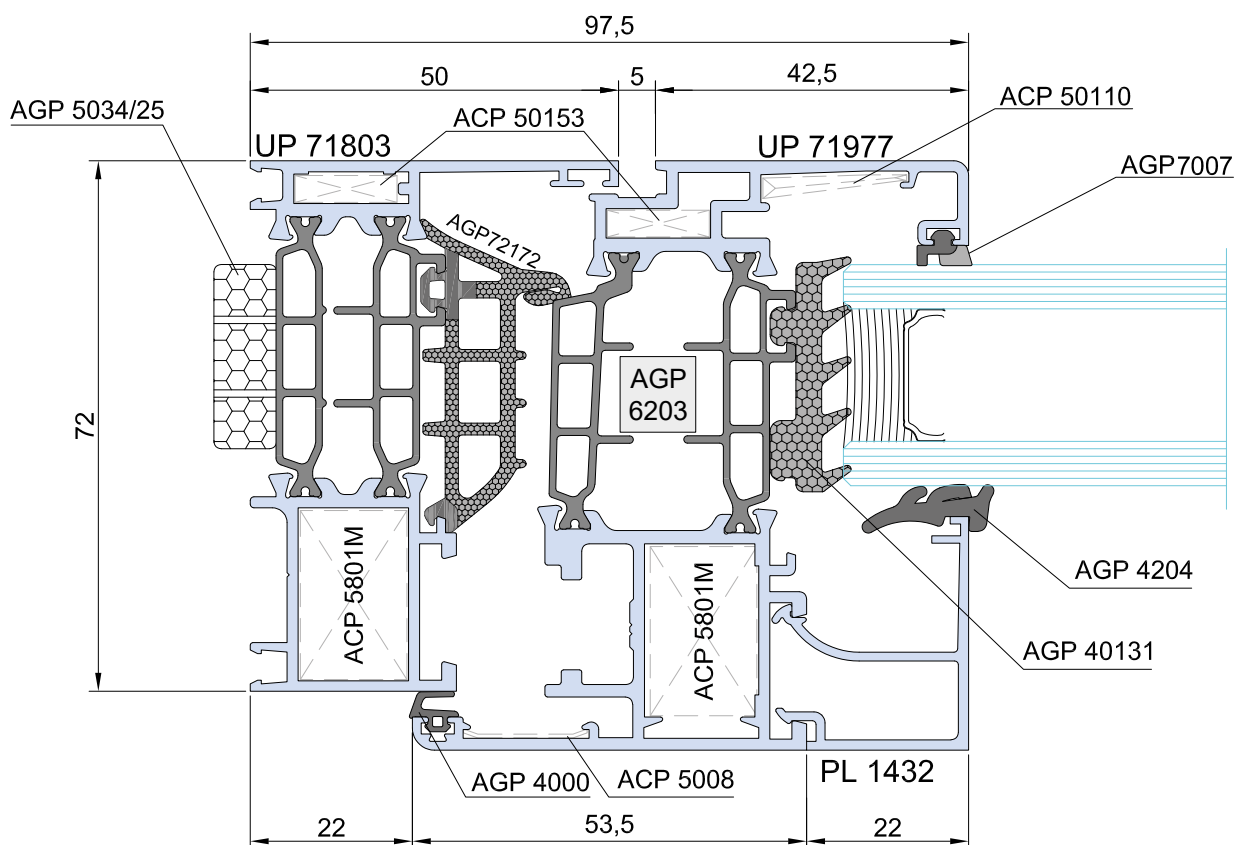 97,5
50
5
42,5
AGP 5034/25
ACP 50153
ACP 50110
UP 71803
UP 71977
AGP7007
AGP72172
72
AGP
6203
ACP 5801M
ACP 5801M
AGP 4204
AGP 40131
AGP 4000
ACP 5008
PL 1432
22
53,5
22